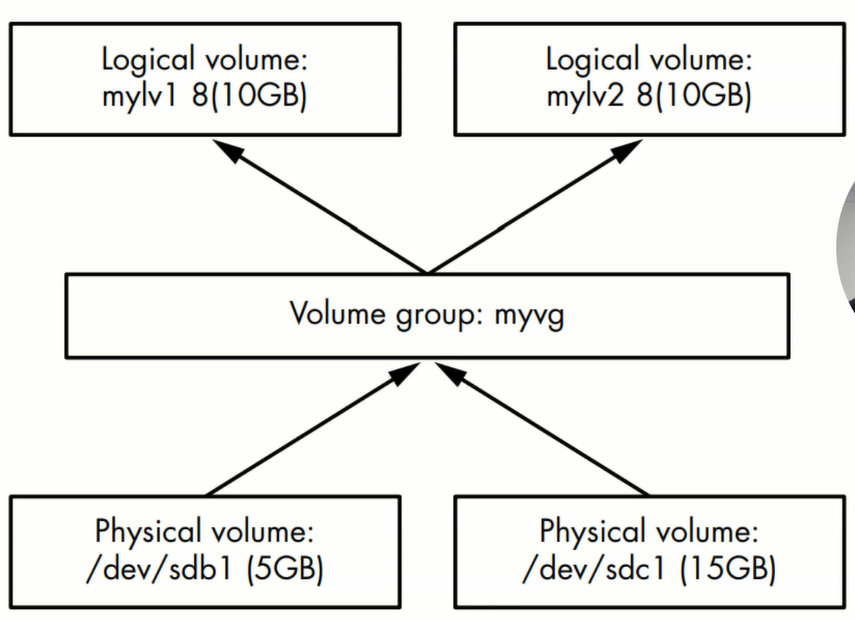 Logical volume:
mylv1 8(10GB)
Logical volume:
mylv2 8(10GB)
Volume group: myvg
Physical volume:
/dev/sdb1 (5GB)
Physical volume:
/dev/sdc1 (15GB)